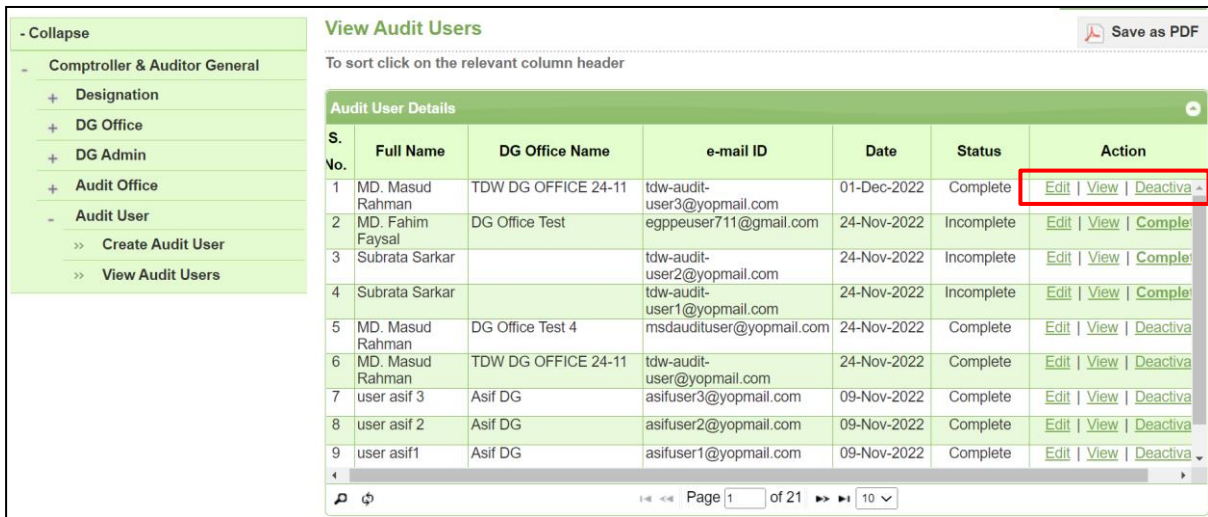 - Collapse
- Comptroller & Auditor General
+ Designation
+ DG Office
+ DG Admin
+ Audit Office
- Audit User
>> Create Audit User
>> View Audit Users
View Audit Users
Save as PDF
To sort click on the relevant column header
Audit User Details
S. No. Full Name DG Office Name e-mail ID Date Status Action
1 MD. Masud Rahman TDW DG OFFICE 24-11 tdw-audit-user3@yopmail.com 01-Dec-2022 Complete Edit | View | Deactiva
2 MD. Fahim Faysal DG Office Test egppeuser711@gmail.com 24-Nov-2022 Incomplete Edit | View | Complet
3 Subrata Sarkar tdw-audit-user2@yopmail.com 24-Nov-2022 Incomplete Edit | View | Complet
4 Subrata Sarkar tdw-audit-user1@yopmail.com 24-Nov-2022 Incomplete Edit | View | Complet
5 MD. Masud Rahman DG Office Test 4 msdaudituser@yopmail.com 24-Nov-2022 Complete Edit | View | Deactiva
6 MD. Masud Rahman TDW DG OFFICE 24-11 tdw-audit-user@yopmail.com 24-Nov-2022 Complete Edit | View | Deactiva
7 user asif 3 Asif DG asifuser3@yopmail.com 09-Nov-2022 Complete Edit | View | Deactiva
8 user asif 2 Asif DG asifuser2@yopmail.com 09-Nov-2022 Complete Edit | View | Deactiva
9 user asif1 Asif DG asifuser1@yopmail.com 09-Nov-2022 Complete Edit | View | Deactiva
Page 1 of 21 10